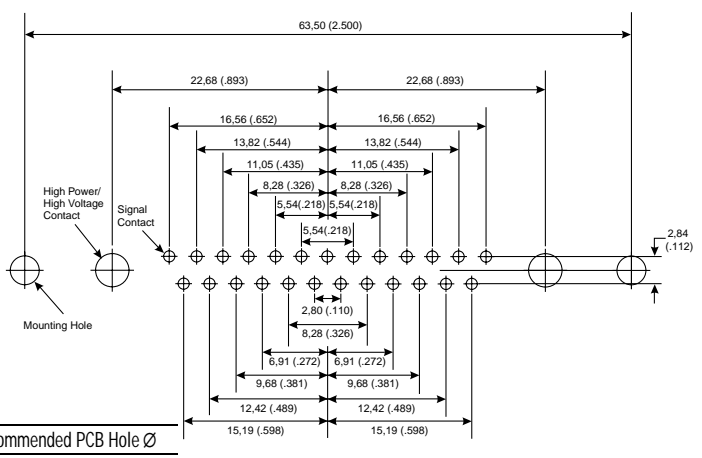 63,50 (2.500)
22,68 (.893) 22,68 (.893)
16,56 (.652) 16,56 (.652)
13,82 (.544) 13,82 (.544)
11,05 (.435) 11,05 (.435)
8,28 (.326) 8,28 (.326)
5,54(.218) 5,54(.218)
5,54(.218)
High Power/
High Voltage
Contact
Signal
Contact
2,84
(.112)
Mounting Hole
2,80 (.110)
8,28 (.326)
6,91 (.272) 6,91 (.272)
9,68 (.381) 9,68 (.381)
12,42 (.489) 12,42 (.489)
15,19 (.598) 15,19 (.598)
ommended PCB Hole Ø